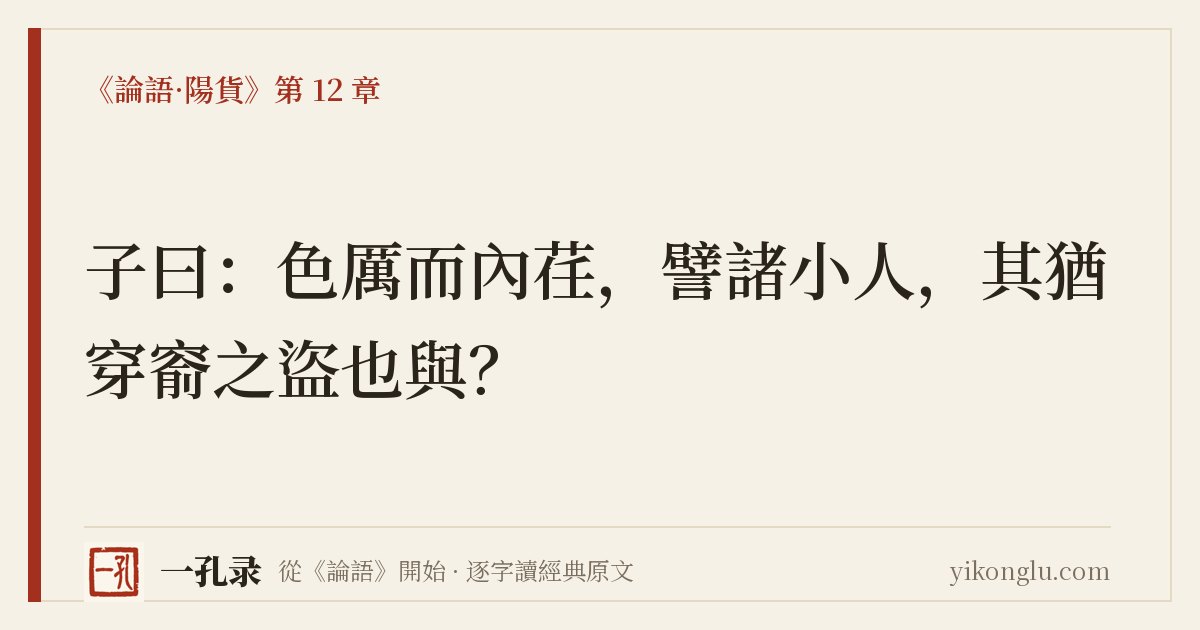 《論語·陽貨》第 12 章
子曰：色厲而內荏，譬諸小人，其猶
穿窬之盜也與？
一孔
一孔录
從《論語》開始 · 逐字讀經典原文
yikonglu.com